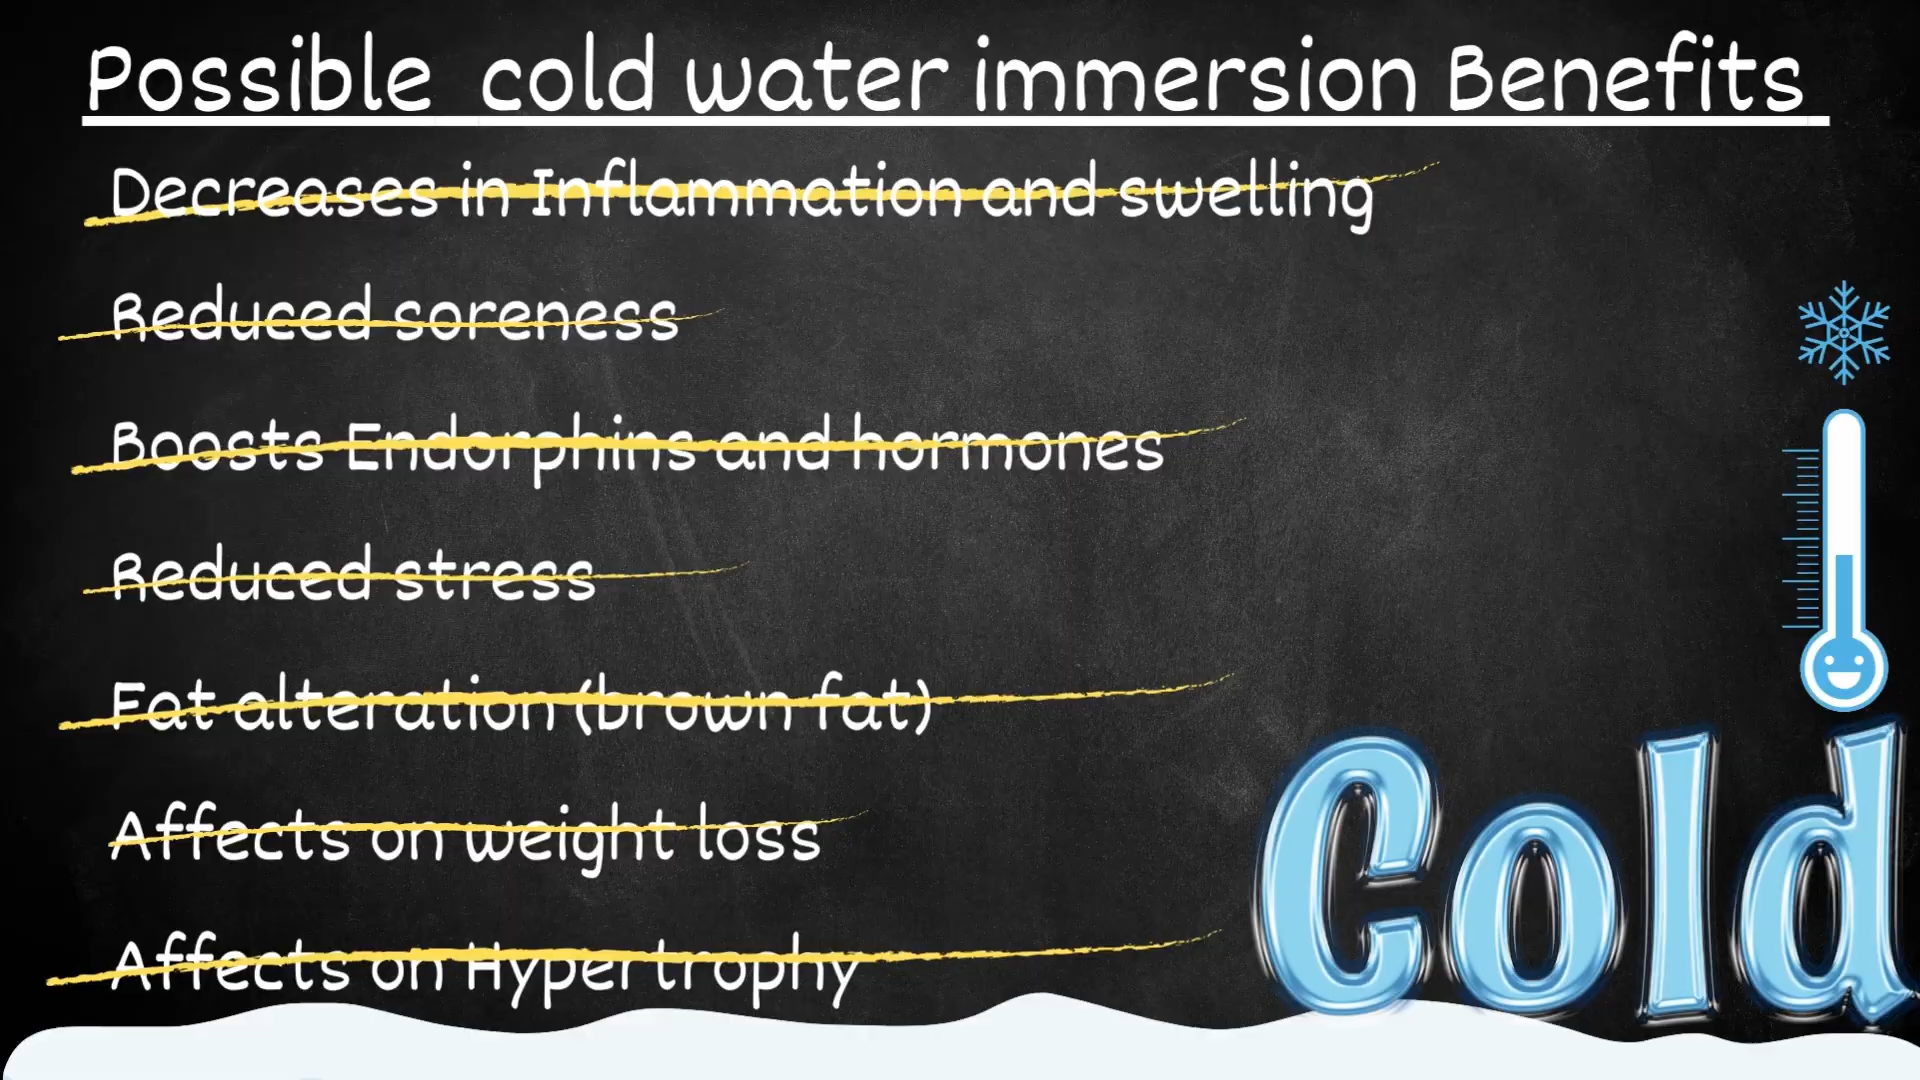 Possible cold water immersion Benefits
Decreases in Inflammation and swelling
Reduced soreness
Boosts Endorphins and hormones
Reduced stress
Fat alteration (brown fat)
Affects on weight loss
Affects on Hypertrophy
Cold